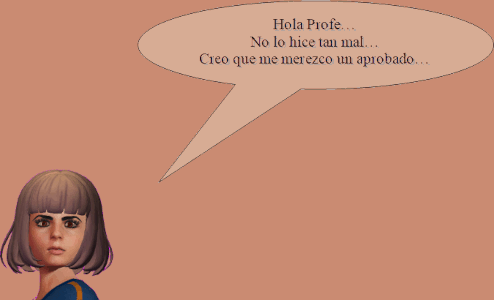 Hola Profe…
No lo hice tan mal…
Creo que me merezco un aprobado…